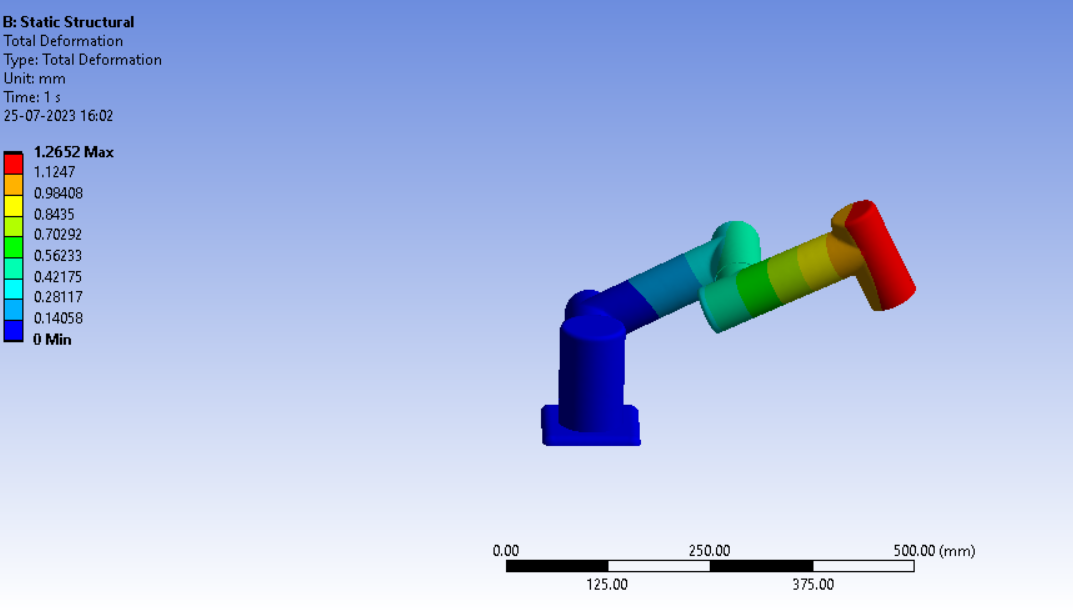 B: Static Structural
Total Deformation
Type: Total Deformation
Unit: mm
Time: 1 s
25-07-2023 16:02
1.2652 Max
1.1247
0.98408
0.8435
0.70292
0.56233
0.42175
0.28117
0.14058
0 Min
0.00 250.00 500.00 (mm)
125.00 375.00